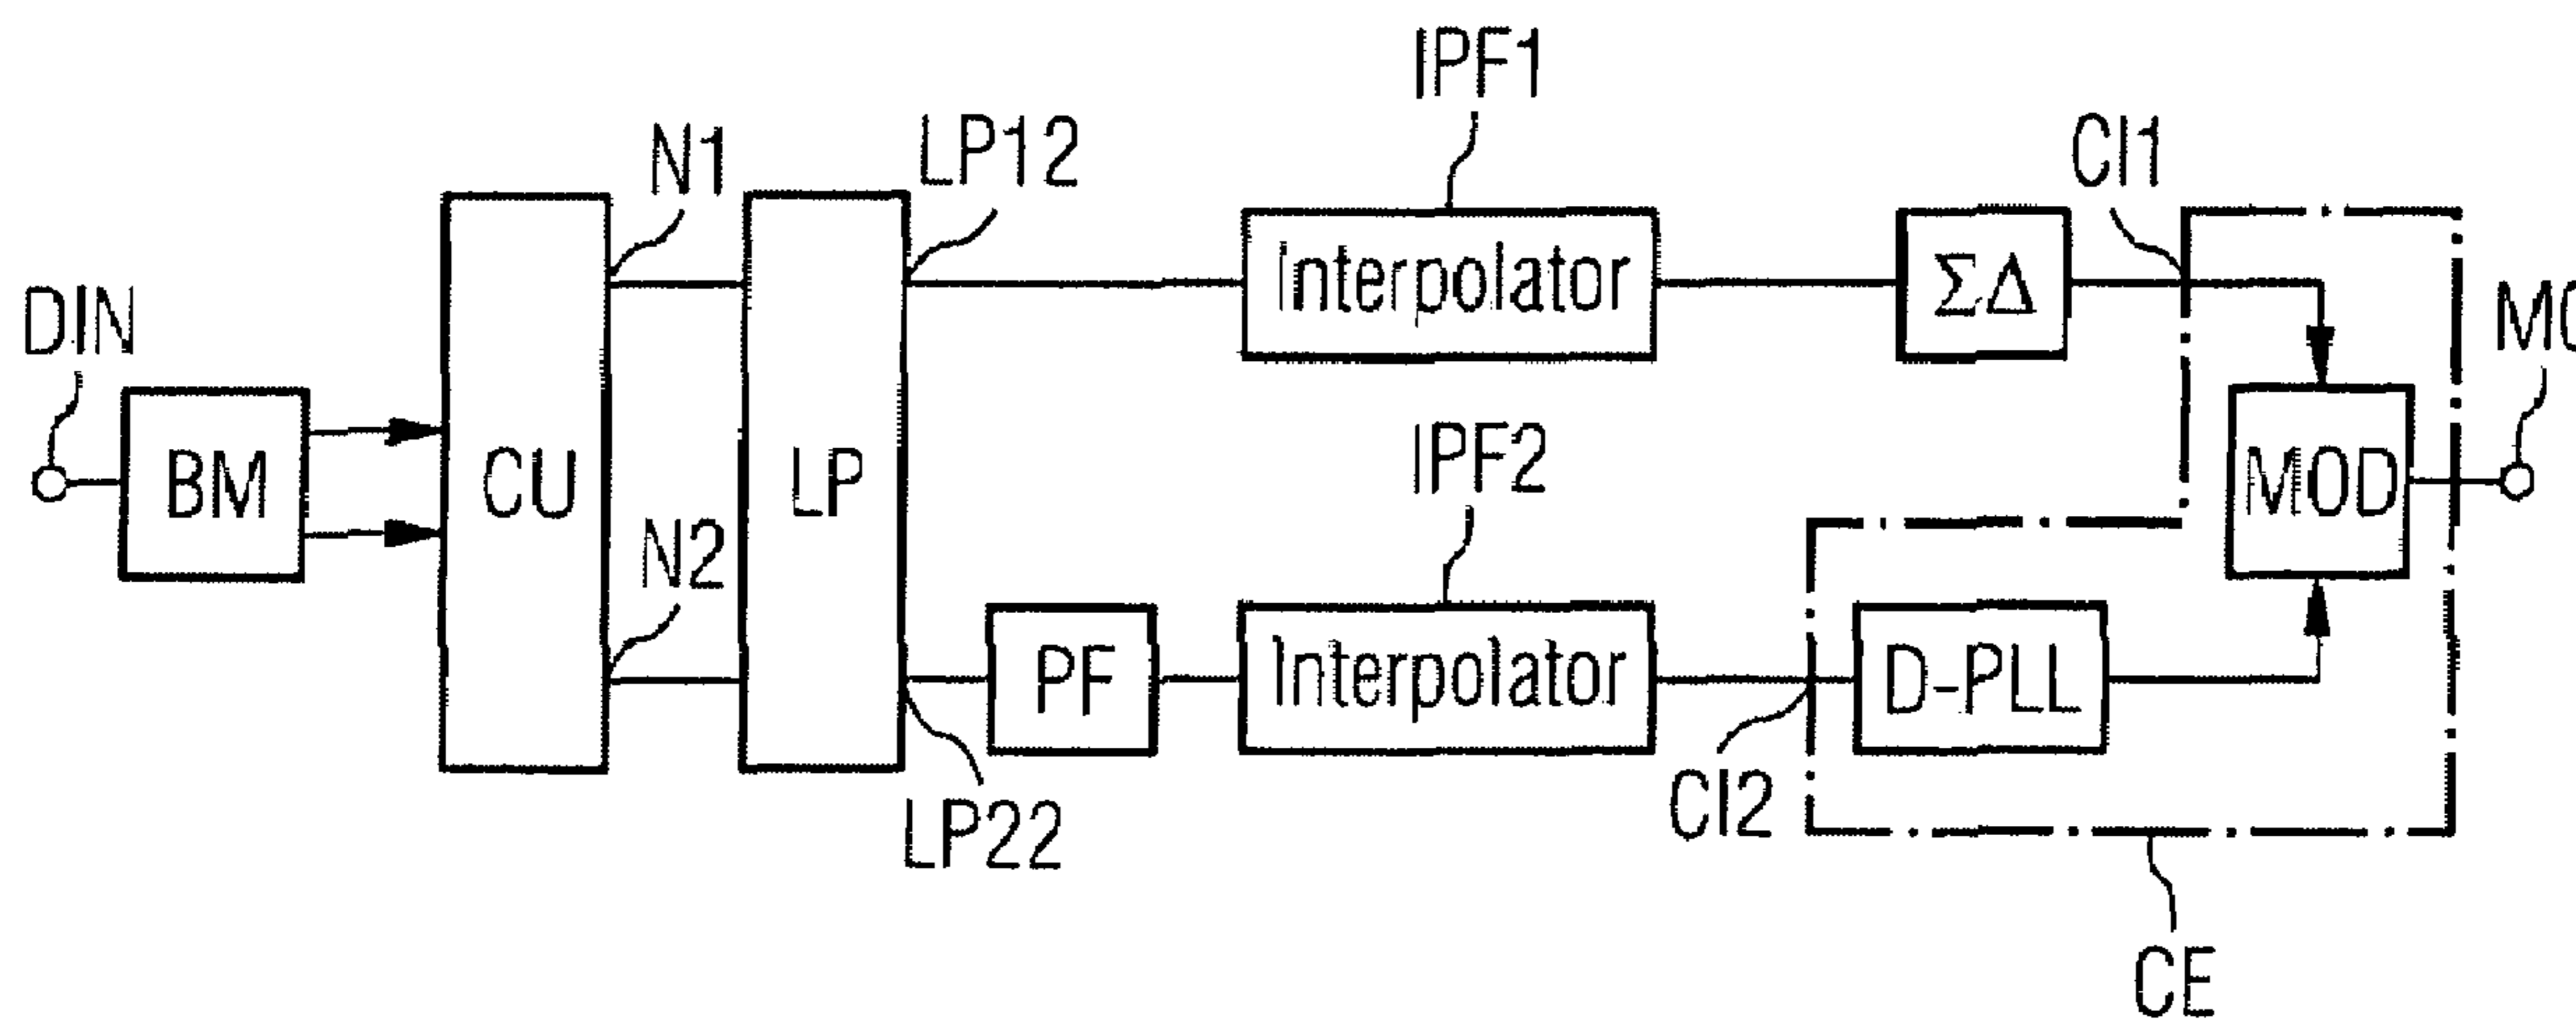 IPF1
LP12
N1
CI1
DIN
Interpolator
ΣΔ
BM
CU
LP
IPF2
MOD
N2
PF
Interpolator
D-PLL
CI2
LP22
CE